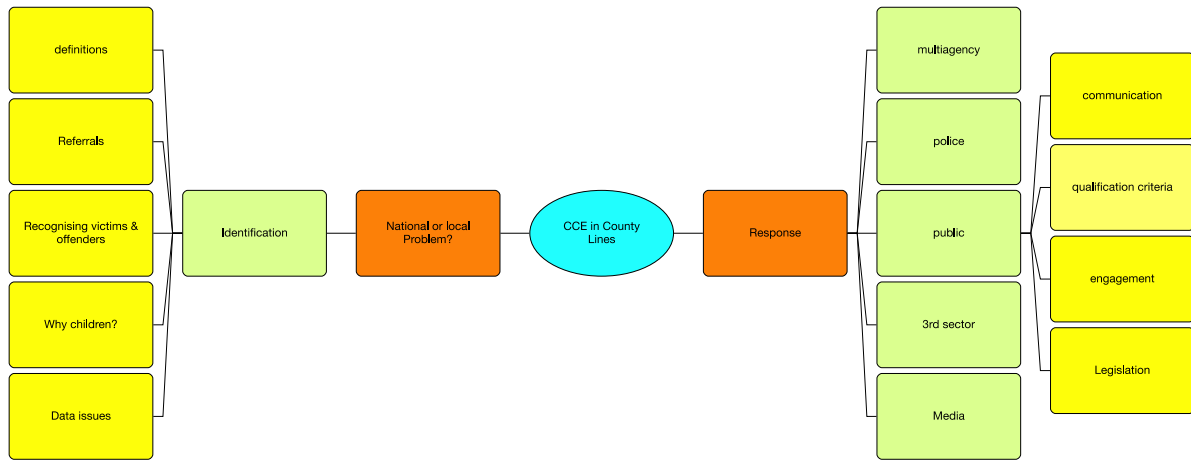 definitions
Referrals
Recognising victims &
offenders
Why children?
Data issues
Identification
National or local
Problem?
CCE in County
Lines
Response
multiagency
police
public
3rd sector
Media
communication
qualification criteria
engagement
Legislation